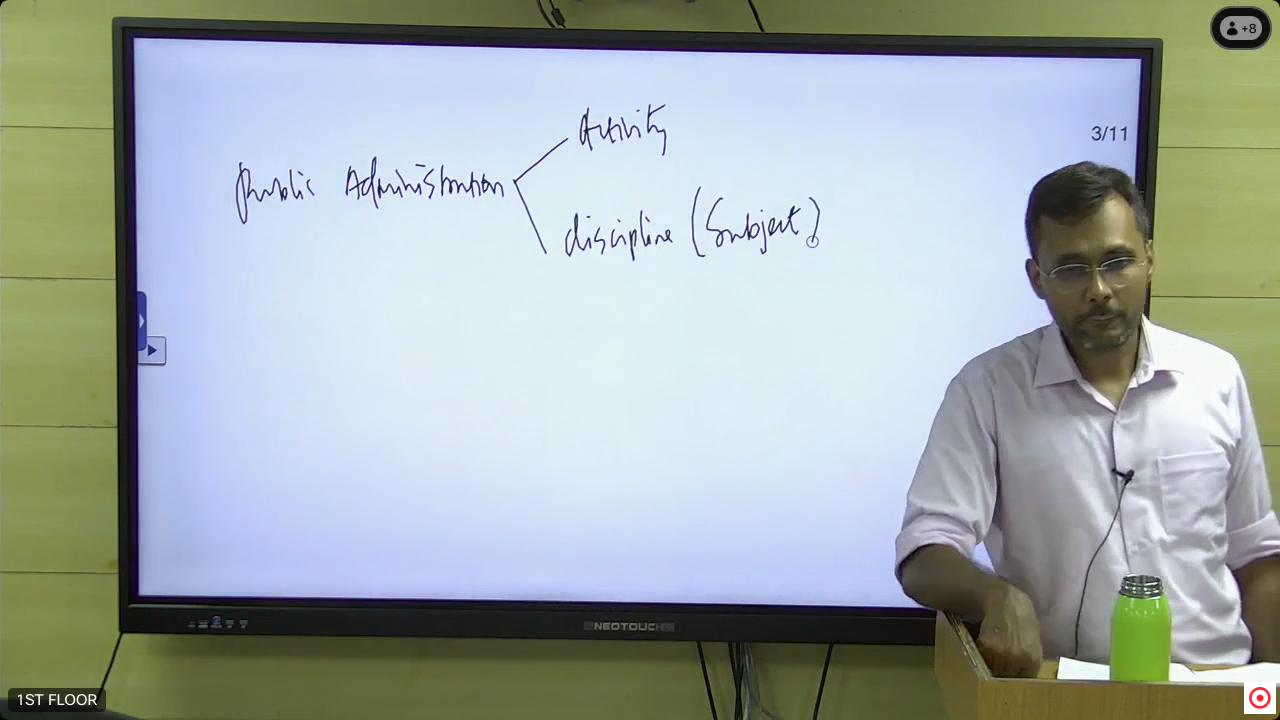 +8
Activity
3/11
Public Administration
discipline (Subject)
NEOTOUCH
1ST FLOOR